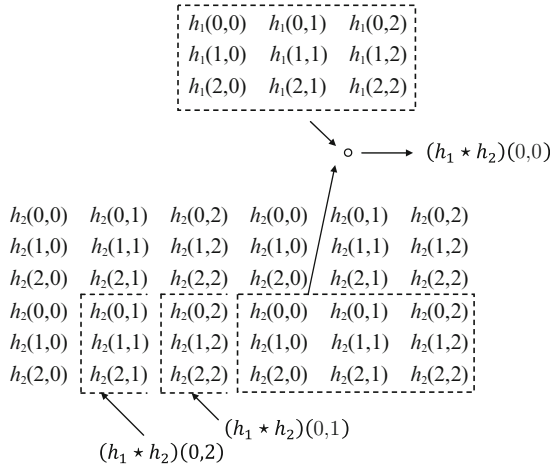 h₁(0,0) h₁(0,1) h₁(0,2)
h₁(1,0) h₁(1,1) h₁(1,2)
h₁(2,0) h₁(2,1) h₁(2,2)
(h₁ ⋆ h₂)(0,0)
h₂(0,0) h₂(0,1) h₂(0,2) h₂(0,0) h₂(0,1) h₂(0,2)
h₂(1,0) h₂(1,1) h₂(1,2) h₂(1,0) h₂(1,1) h₂(1,2)
h₂(2,0) h₂(2,1) h₂(2,2) h₂(2,0) h₂(2,1) h₂(2,2)
h₂(0,0) h₂(0,1) h₂(0,2) h₂(0,0) h₂(0,1) h₂(0,2)
h₂(1,0) h₂(1,1) h₂(1,2) h₂(1,0) h₂(1,1) h₂(1,2)
h₂(2,0) h₂(2,1) h₂(2,2) h₂(2,0) h₂(2,1) h₂(2,2)
(h₁ ⋆ h₂)(0,1)
(h₁ ⋆ h₂)(0,2)